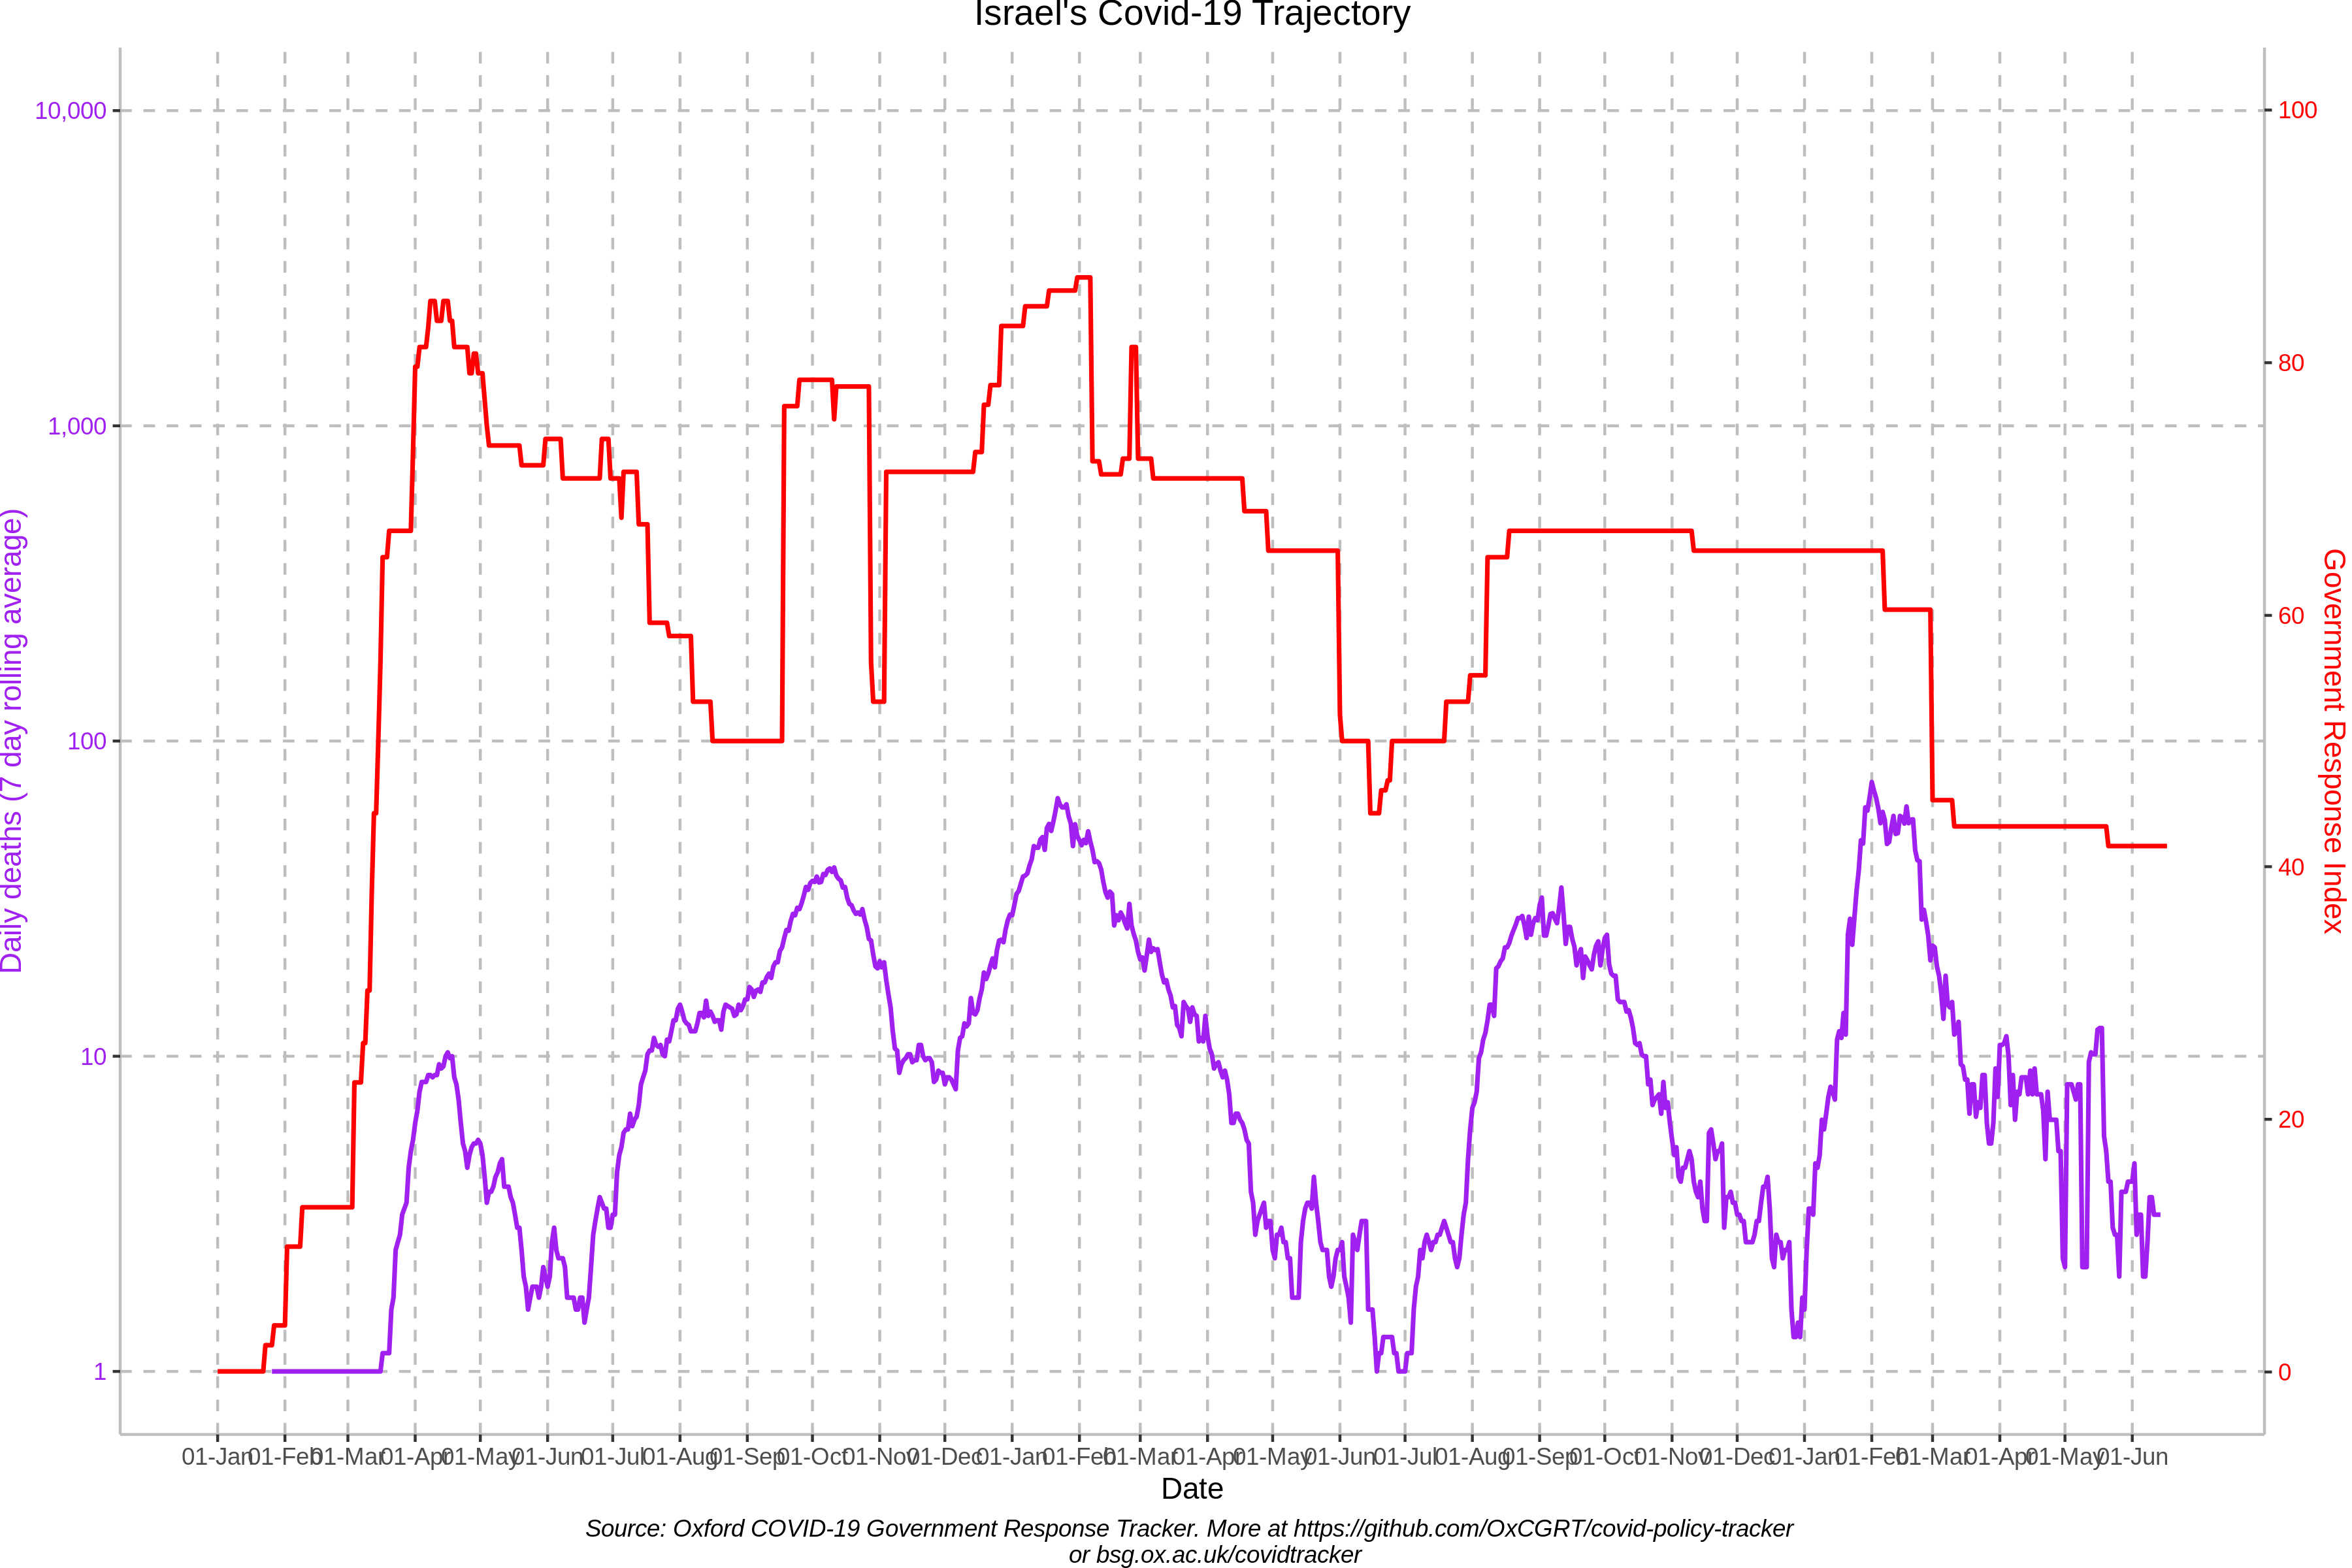 Israel's Covid-19 Trajectory
10,000
1,000
100
10
1
Daily deaths (7 day rolling average)
100
80
60
40
20
0
Government Response Index
01-Jan 01-Feb 01-Mar 01-Apr 01-May 01-Jun 01-Jul 01-Aug 01-Sep 01-Oct 01-Nov 01-Dec 01-Jan 01-Feb 01-Mar 01-Apr 01-May 01-Jun 01-Jul 01-Aug 01-Sep 01-Oct 01-Nov 01-Dec 01-Jan 01-Feb 01-Mar 01-Apr 01-May 01-Jun
Date
Source: Oxford COVID-19 Government Response Tracker. More at https://github.com/OxCGRT/covid-policy-tracker
or bsg.ox.ac.uk/covidtracker